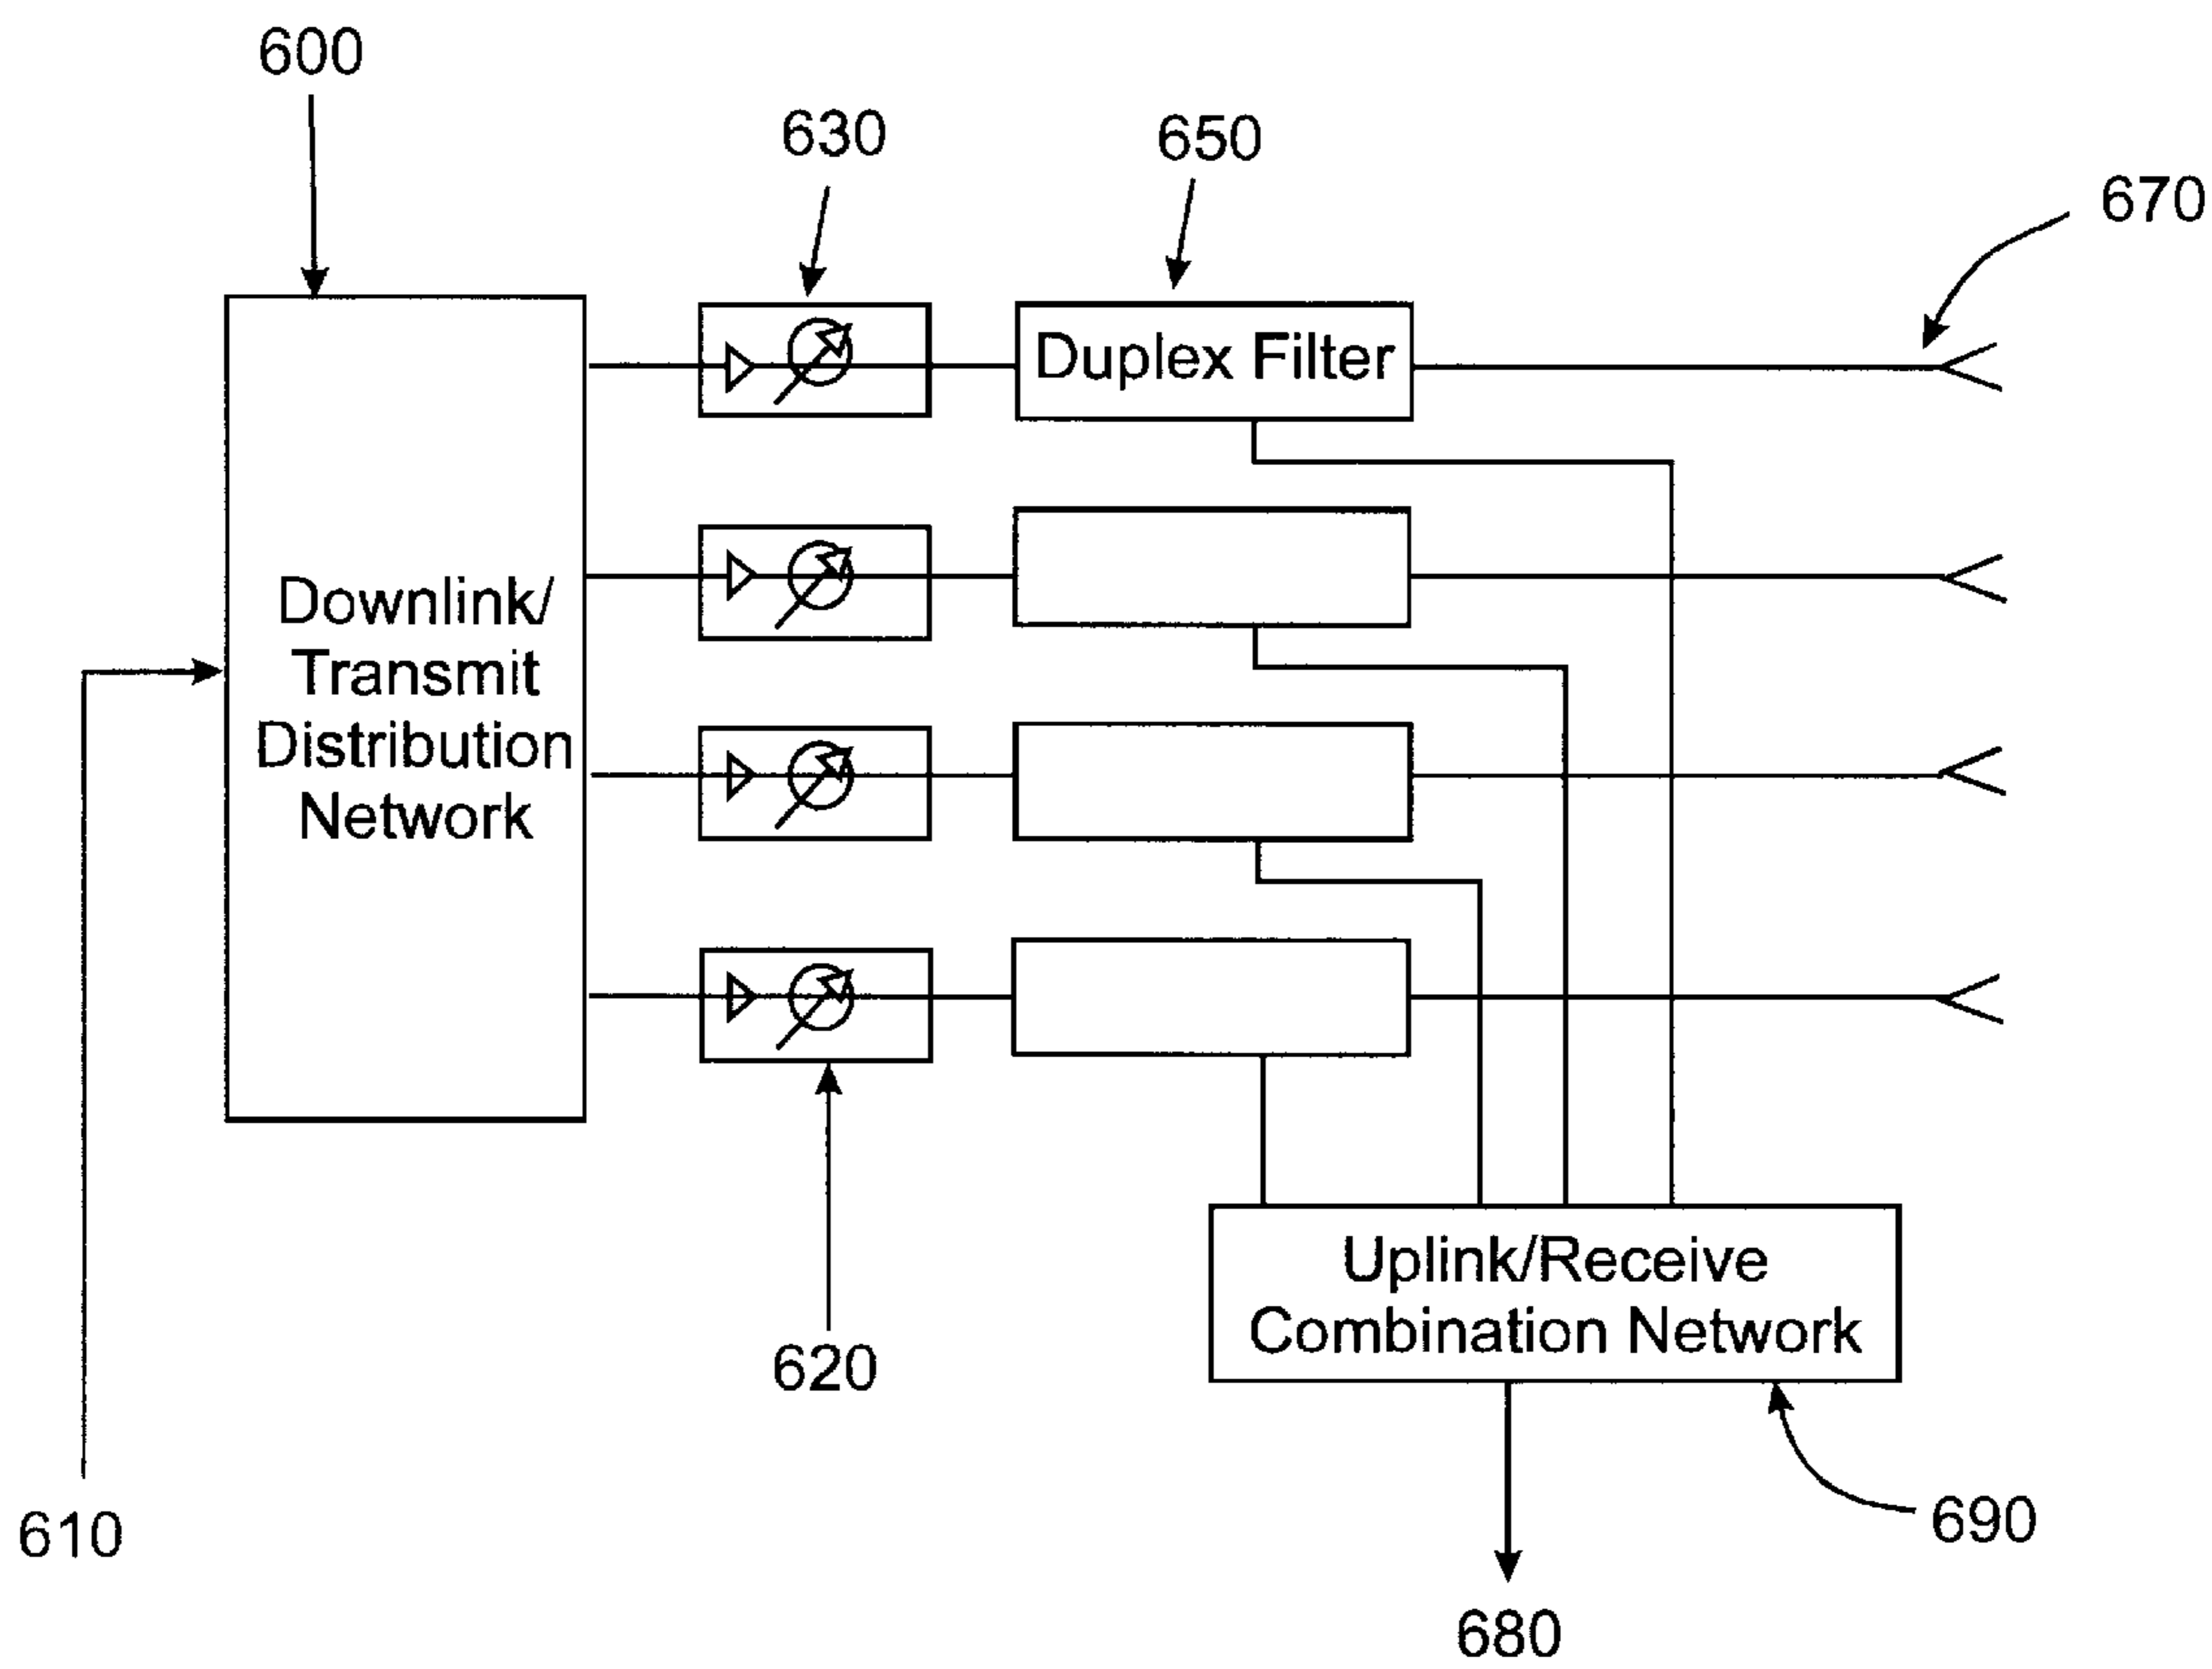 600
630
650
670
Duplex Filter
Downlink/
Transmit
Distribution
Network
620
Uplink/Receive
Combination Network
610
690
680